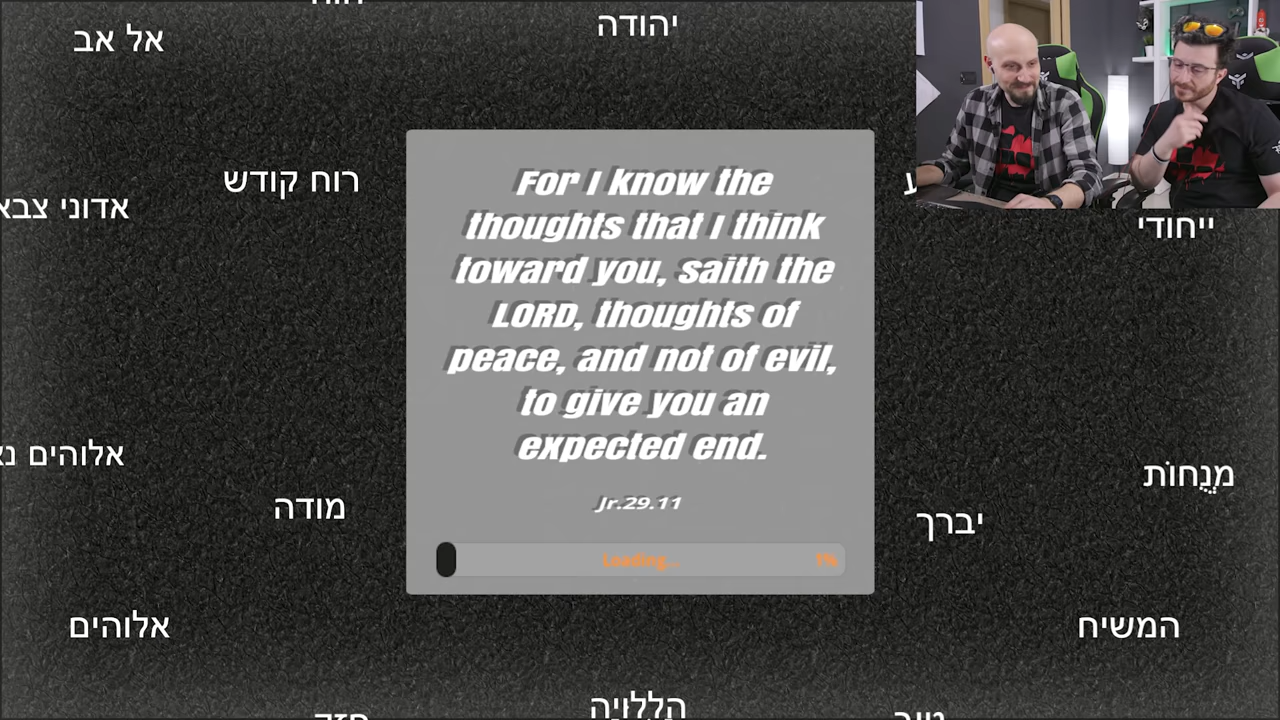 יהודה
אל אב
רוח קודש
אדוני צבא
ייחודי
For I know the
thoughts that I think
toward you, saith the
LORD, thoughts of
peace, and not of evil,
to give you an
expected end.
Jr.29.11
Loading... 1%
אלוהים
מְנֻחוֹת
מודה
יברך
אלוהים
המשיח
הללויה